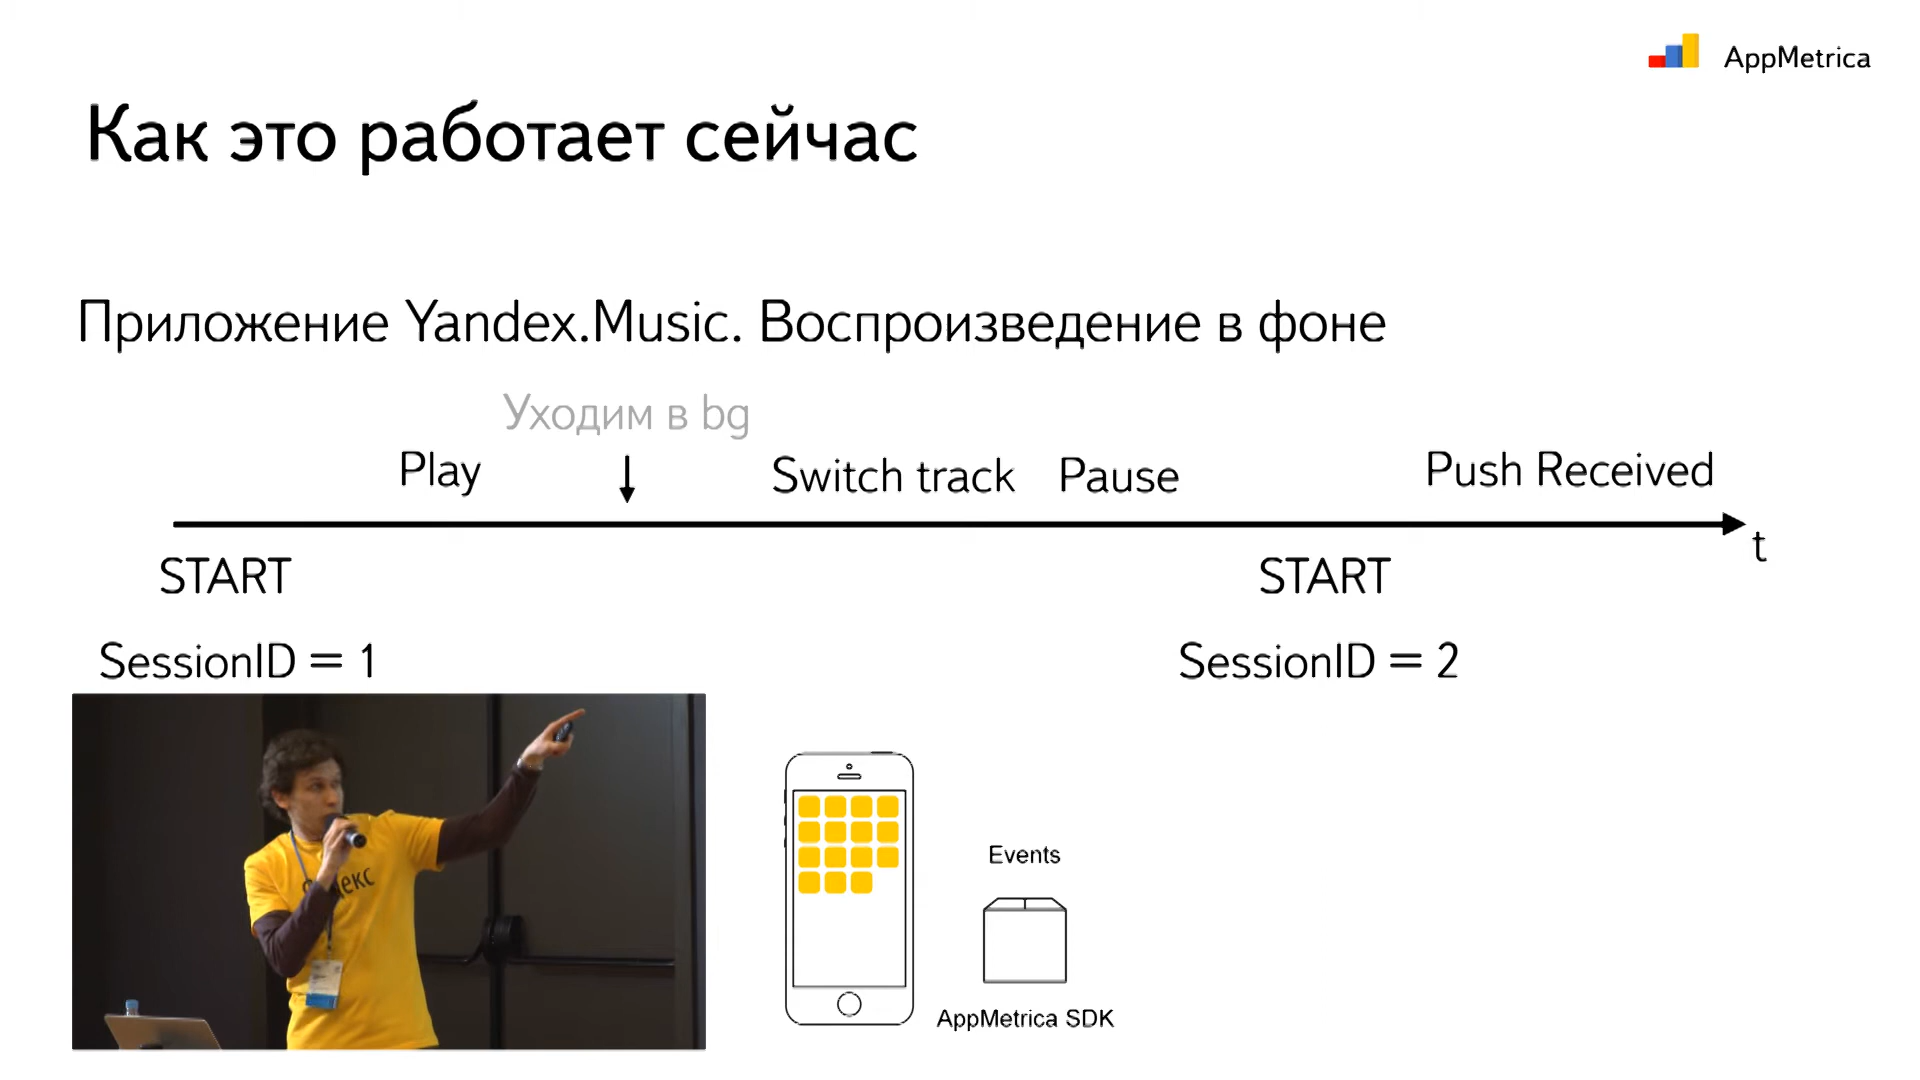 AppMetrica
Как это работает сейчас
Приложение Yandex.Music. Воспроизведение в фоне
Уходим в bg
Play
Switch track
Pause
Push Received
t
START
START
SessionID = 1
SessionID = 2
Events
AppMetrica SDK